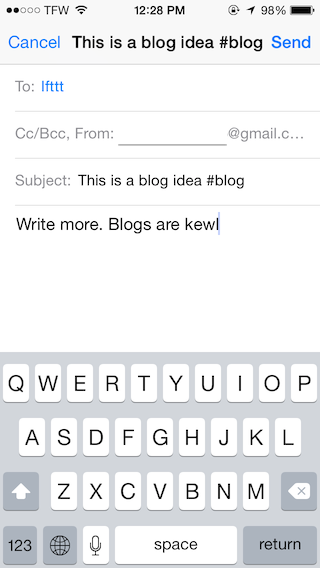 TFW 12:28 PM 98%
Cancel This is a blog idea #blog Send
To: Ifttt
Cc/Bcc, From: @gmail.c…
Subject: This is a blog idea #blog
Write more. Blogs are kewl
Q W E R T Y U I O P
A S D F G H J K L
Z X C V B N M
123 space return